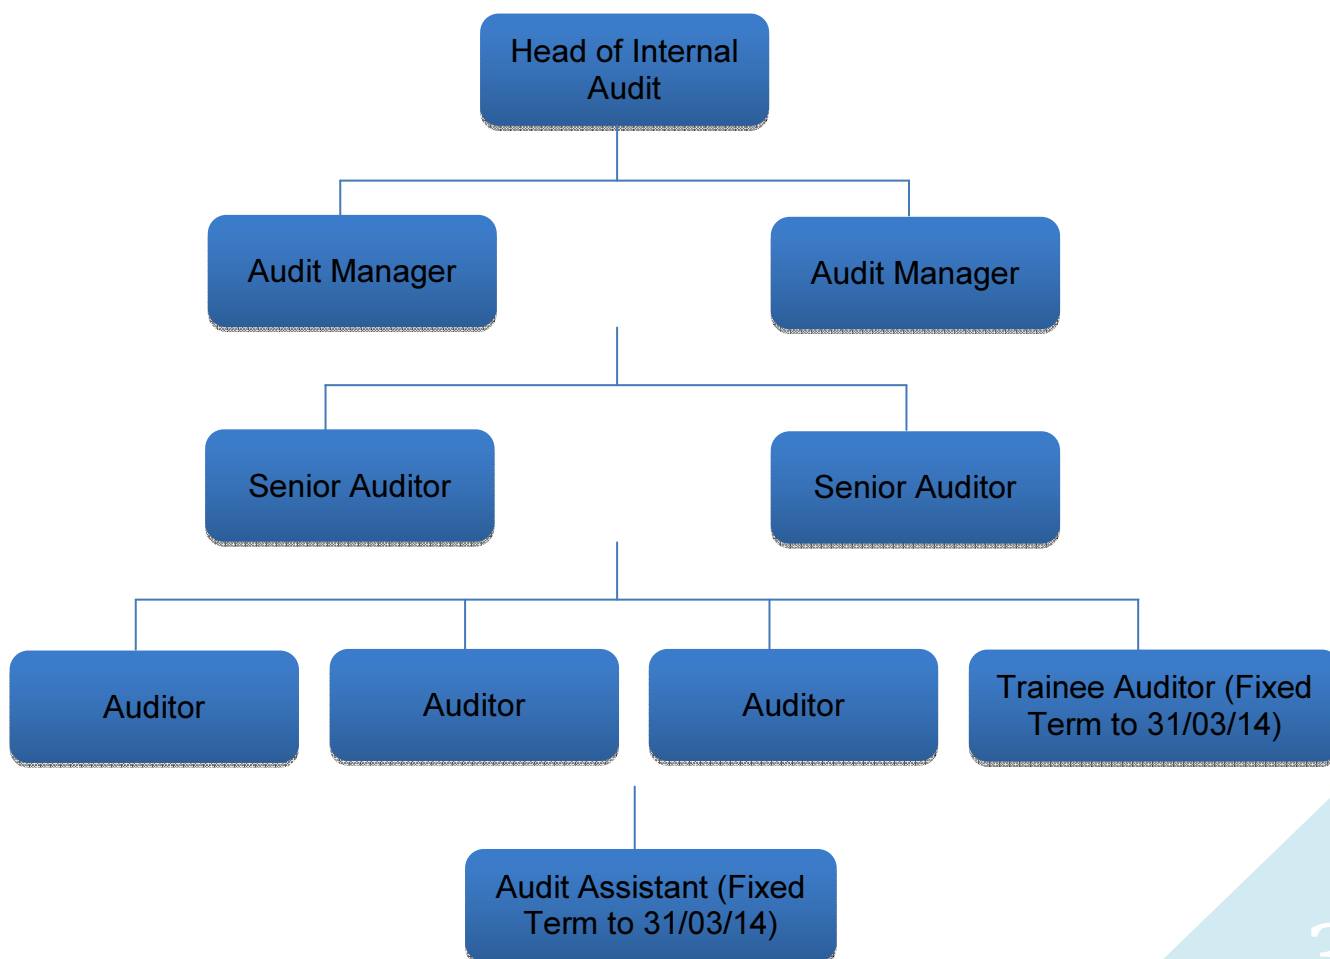 Head of Internal
Audit
Audit Manager
Audit Manager
Senior Auditor
Senior Auditor
Auditor
Auditor
Auditor
Trainee Auditor (Fixed
Term to 31/03/14)
Audit Assistant (Fixed
Term to 31/03/14)